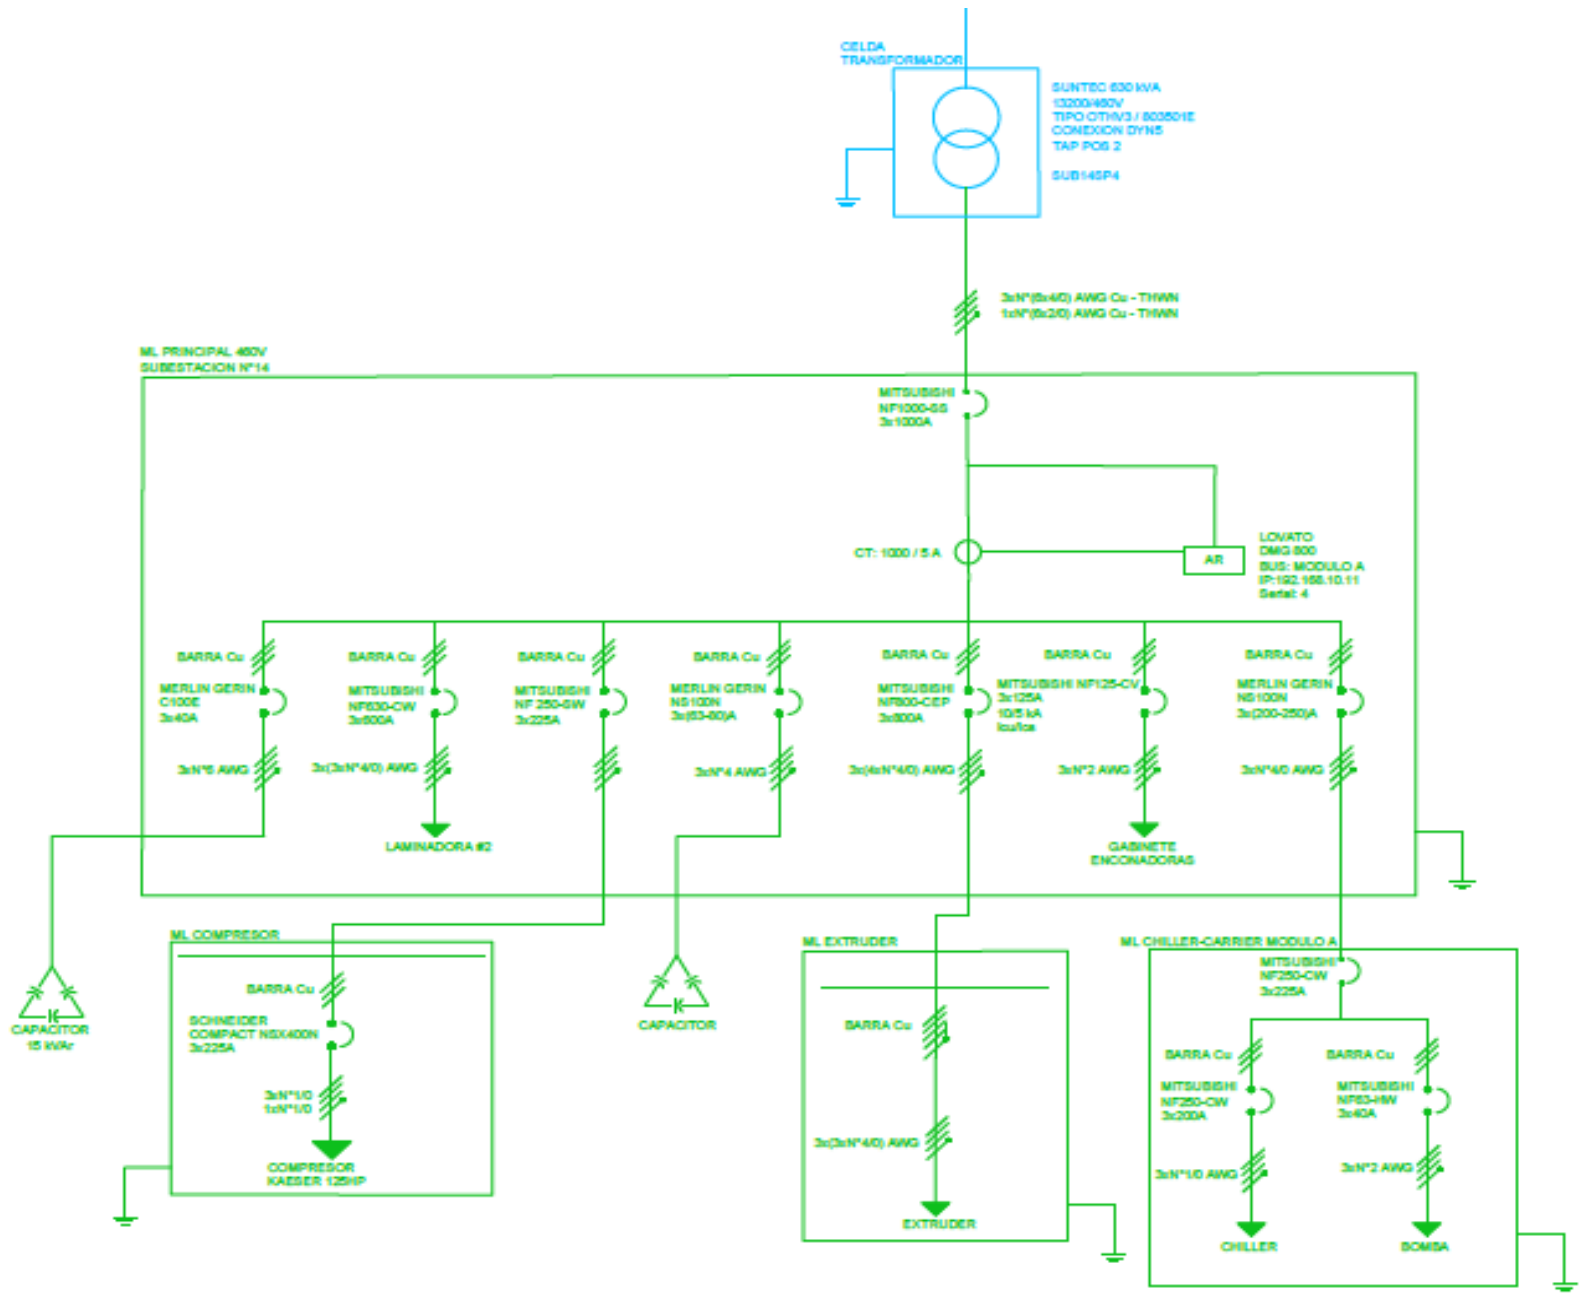 CELDA
TRANSFORMADOR
SUNTEC 630 kVA
13200/460V
TIPO OTHV3 / 803501E
CONEXION DYN5
TAP POS 2
SUB14SP4
3xN°(6x4/0) AWG Cu - THWN
1xN°(6x2/0) AWG Cu - THWN
ML PRINCIPAL 460V
SUBESTACION N°14
MITSUBISHI
NF1000-SS
3x1000A
CT: 1000 / 5 A
AR
LOVATO
DMG 800
BUS: MODULO A
IP:192.168.10.11
Serial: 4
BARRA Cu
MERLIN GERIN
C100E
3x40A
3xN°6 AWG
BARRA Cu
MITSUBISHI
NF630-CW
3x600A
3x(3xN°4/0) AWG
LAMINADORA #2
BARRA Cu
MITSUBISHI
NF 250-SW
3x225A
BARRA Cu
MERLIN GERIN
NS100N
3x(63-80)A
3xN°4 AWG
BARRA Cu
MITSUBISHI
NF800-CEP
3x800A
3x(4xN°4/0) AWG
BARRA Cu
MITSUBISHI NF125-CV
3x125A
10/5 kA
Icu/Ics
3xN°2 AWG
GABINETE
ENCONADORAS
BARRA Cu
MERLIN GERIN
NS100N
3x(200-250)A
3xN°4/0 AWG
CAPACITOR
15 kVAr
ML COMPRESOR
BARRA Cu
SCHNEIDER
COMPACT NSX400N
3x225A
3xN°1/0
1xN°1/0
COMPRESOR
KAESER 125HP
CAPACITOR
ML EXTRUDER
BARRA Cu
3x(3xN°4/0) AWG
EXTRUDER
ML CHILLER-CARRIER MODULO A
MITSUBISHI
NF250-CW
3x225A
BARRA Cu
MITSUBISHI
NF250-CW
3x200A
3xN°1/0 AWG
CHILLER
BARRA Cu
MITSUBISHI
NF63-HW
3x40A
3xN°2 AWG
BOMBA